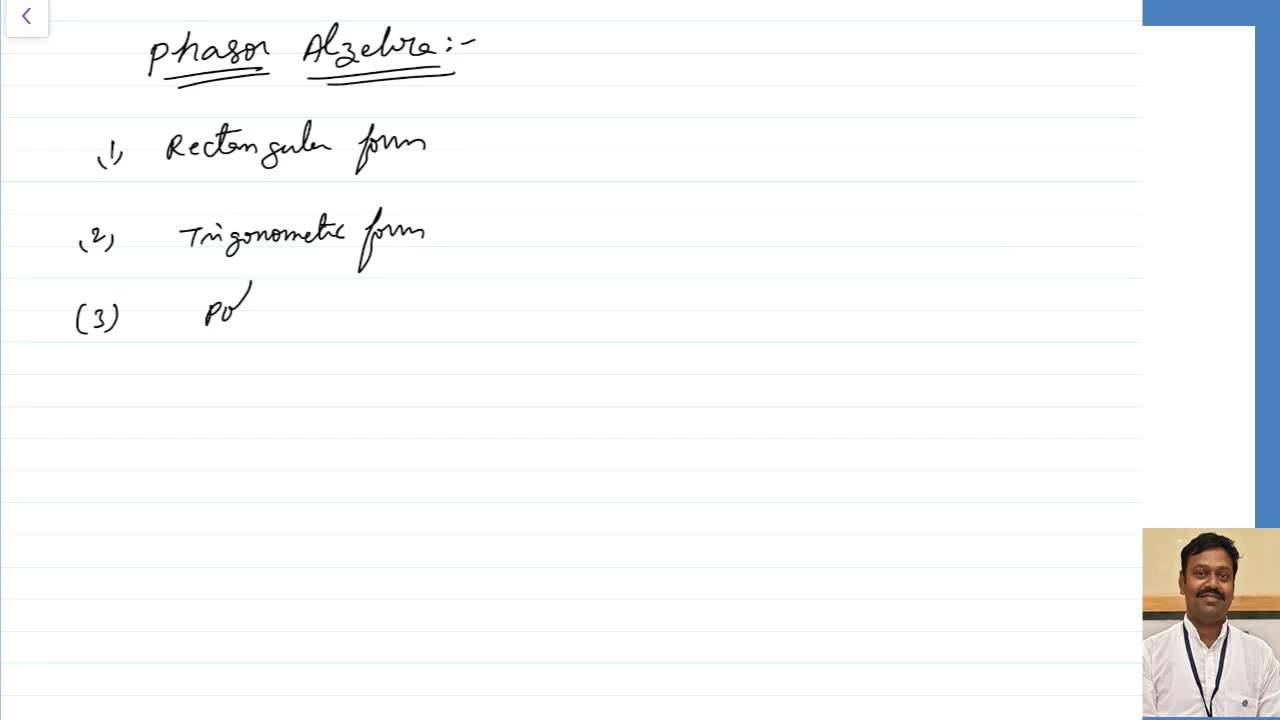 Phasor Algebra:-
(1) Rectangular form
(2) Trigonometric form
(3) Po